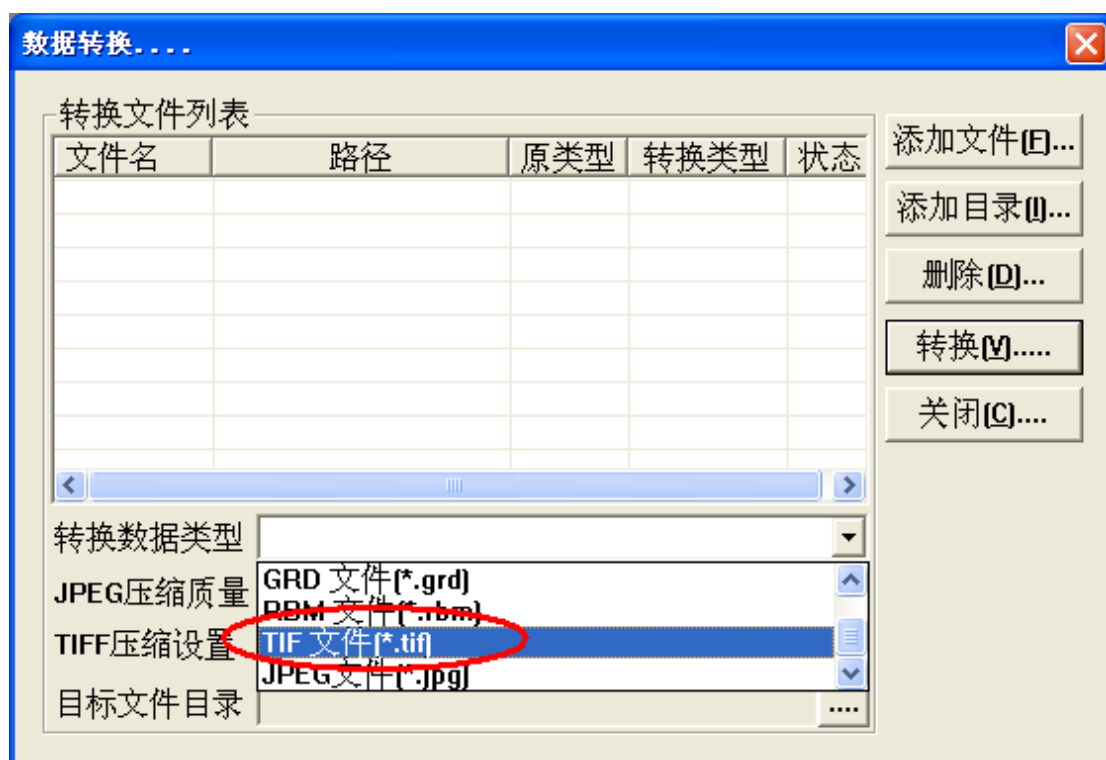 数据转换....
转换文件列表
文件名 路径 原类型 转换类型 状态
添加文件(F)...
添加目录(I)...
删除(D)...
转换(V).....
关闭(C)....
转换数据类型
JPEG压缩质量
TIFF压缩设置
目标文件目录
GRD 文件(*.grd)
RBM 文件(*.rbm)
TIF 文件(*.tif)
JPEG文件(*.jpg)
....